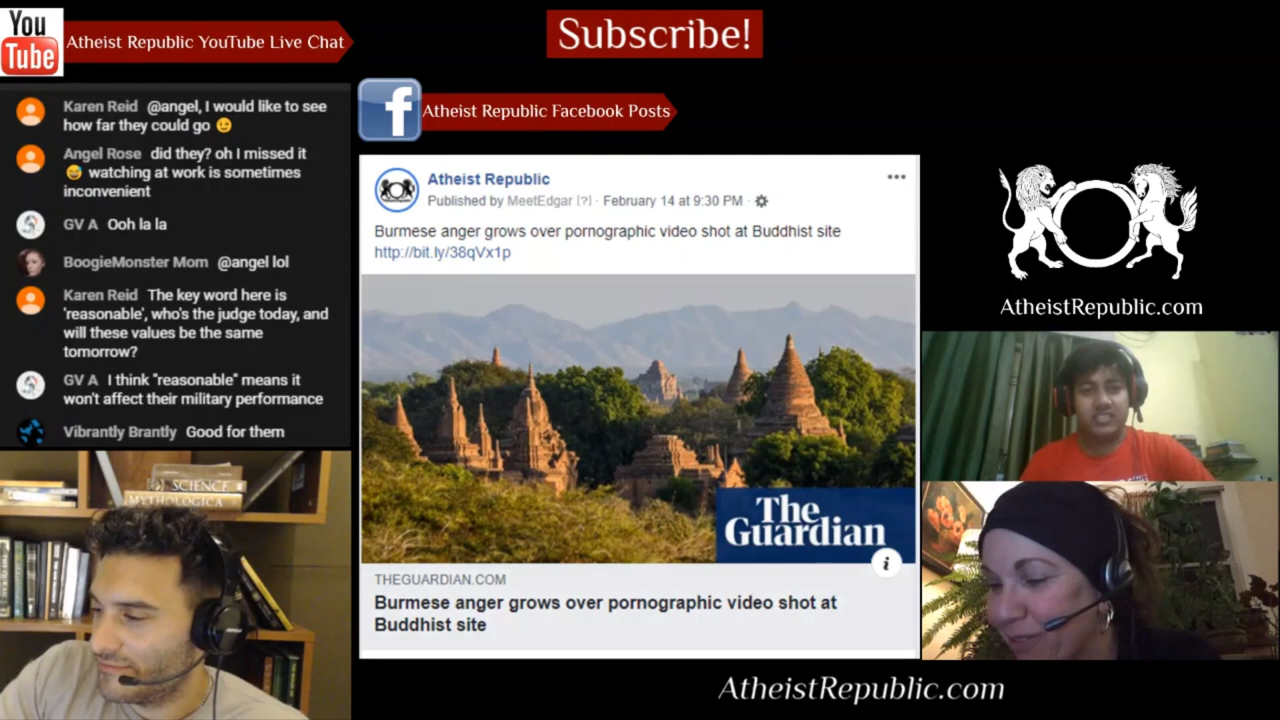 You
Tube
Atheist Republic YouTube Live Chat
Subscribe!
Karen Reid @angel, I would like to see
how far they could go 😉
Angel Rose did they? oh I missed it
😅 watching at work is sometimes
inconvenient
GV A Ooh la la
BoogieMonster Mom @angel lol
Karen Reid The key word here is
'reasonable', who's the judge today, and
will these values be the same
tomorrow?
GV A I think "reasonable" means it
won't affect their military performance
Vibrantly Brantly Good for them
f
Atheist Republic Facebook Posts
Atheist Republic
Published by MeetEdgar [?] · February 14 at 9:30 PM ·
Burmese anger grows over pornographic video shot at Buddhist site
http://bit.ly/38qVx1p
The
Guardian
i
THEGUARDIAN.COM
Burmese anger grows over pornographic video shot at
Buddhist site
AtheistRepublic.com
SCIENCE
MYTHOLOGICA
AtheistRepublic.com